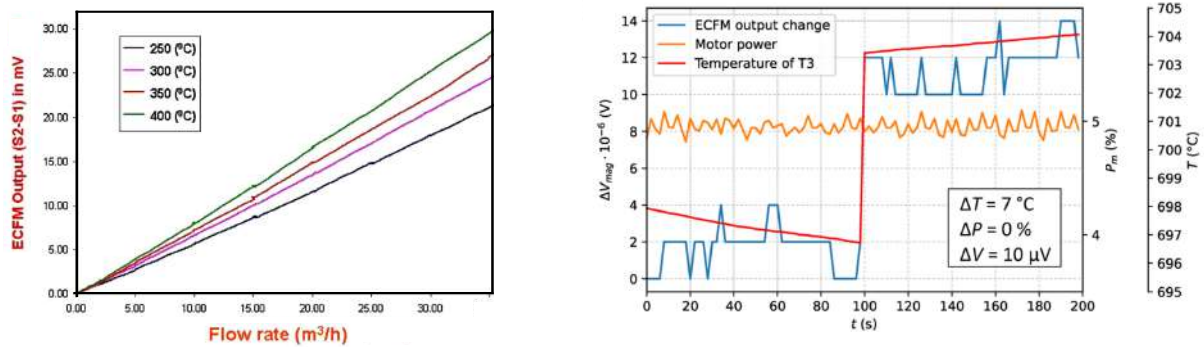 30.00
25.00
20.00
15.00
10.00
5.00
0.00
ECFM Output (S2-S1) in mV
250 (⁰C)
300 (⁰C)
350 (⁰C)
400 (⁰C)
0.00 5.00 10.00 15.00 20.00 25.00 30.00
Flow rate (m³/h)
14
12
10
8
6
4
2
0
ΔV_mag · 10⁻⁶ (V)
ECFM output change
Motor power
Temperature of T3
ΔT = 7 °C
ΔP = 0 %
ΔV = 10 μV
0 20 40 60 80 100 120 140 160 180 200
t (s)
5
4
P_m (%)
705
704
703
702
701
700
699
698
697
696
695
T (°C)